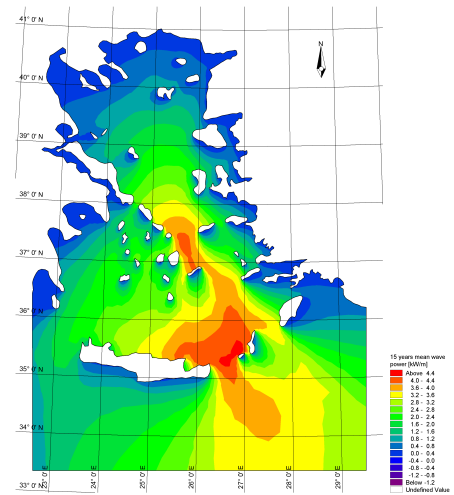 41° 0' N
N
40° 0' N
39° 0' N
38° 0' N
37° 0' N
36° 0' N
35° 0' N
34° 0' N
33° 0' N
23° 0' E
24° 0' E
25° 0' E
26° 0' E
27° 0' E
28° 0' E
29° 0' E
15 years mean wave
power [kW/m]
Above 4.4
4.0 - 4.4
3.6 - 4.0
3.2 - 3.6
2.8 - 3.2
2.4 - 2.8
2.0 - 2.4
1.6 - 2.0
1.2 - 1.6
0.8 - 1.2
0.4 - 0.8
0.0 - 0.4
-0.4 - 0.0
-0.8 - -0.4
-1.2 - -0.8
Below -1.2
Undefined Value